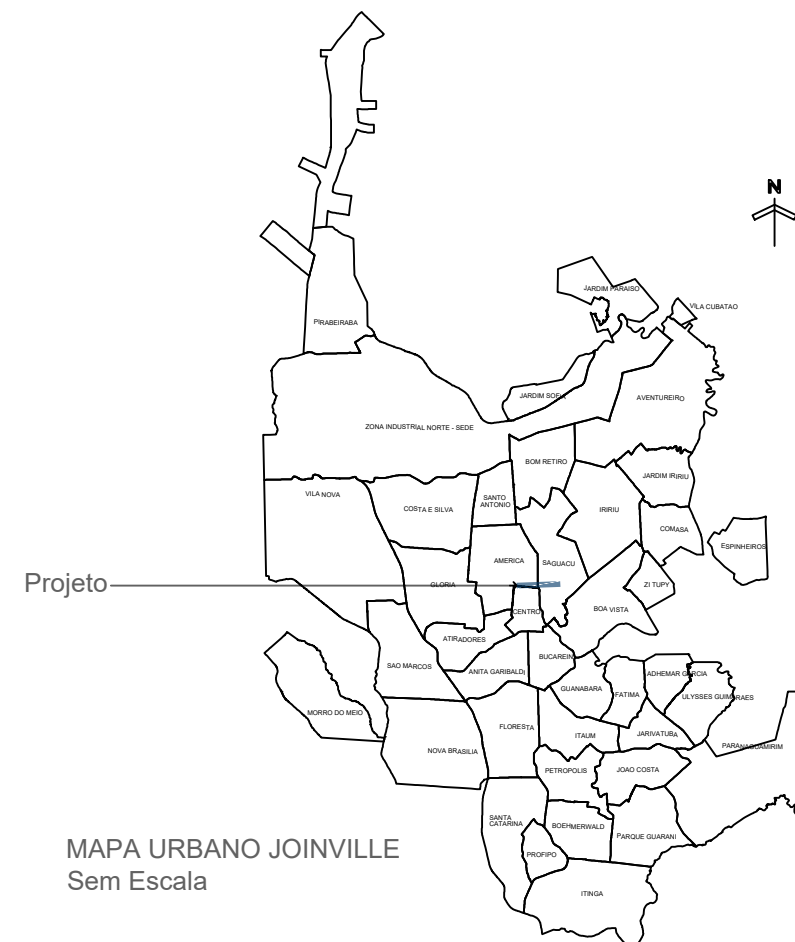 N
JARDIM PARAISO
VILA CUBATAO
PIRABEIRABA
JARDIM SOFIA
AVENTUREIRO
ZONA INDUSTRIAL NORTE - SEDE
BOM RETIRO
JARDIM IRIRIU
VILA NOVA
SANTO
ANTONIO
COSTA E SILVA
IRIRIU
COMASA
ESPINHEIROS
AMERICA
SAGUACU
Projeto
GLORIA
ZI TUPY
CENTRO
BOA VISTA
ATIRADORES
BUCAREIN
SAO MARCOS
ANITA GARIBALDI
ADHEMAR GARCIA
GUANABARA
FATIMA
ULYSSES GUIMARAES
MORRO DO MEIO
FLORESTA
ITAUM
JARIVATUBA
PARANAGUAMIRIM
NOVA BRASILIA
PETROPOLIS
JOAO COSTA
SANTA
CATARINA
BOEHMERWALD
PARQUE GUARANI
PROFIPO
ITINGA
MAPA URBANO JOINVILLE
Sem Escala